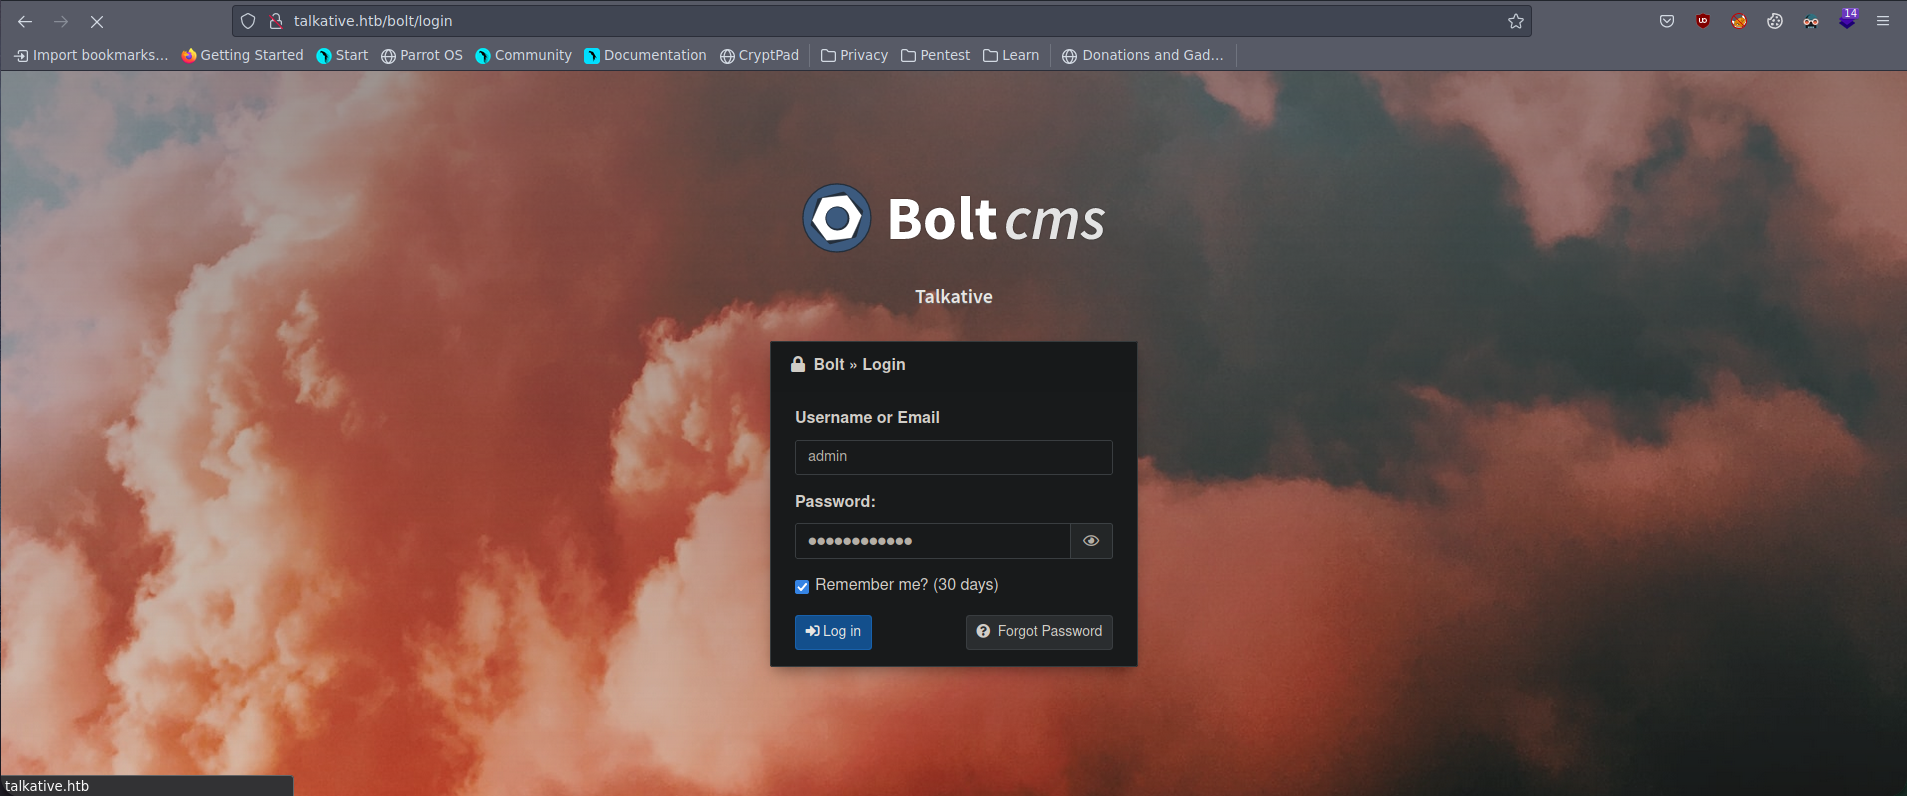 talkative.htb/bolt/login
14
Import bookmarks... Getting Started Start Parrot OS Community Documentation CryptPad Privacy Pentest Learn Donations and Gad...
Bolt cms
Talkative
Bolt » Login
Username or Email
admin
Password:
••••••••••••
Remember me? (30 days)
Log in Forgot Password
talkative.htb